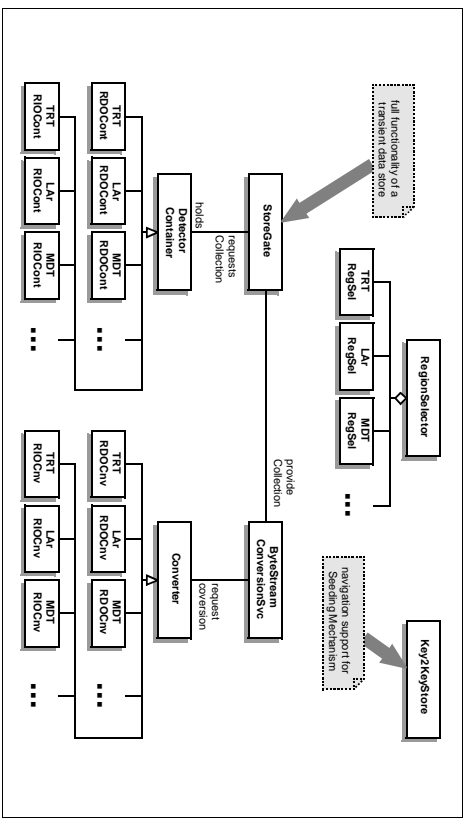 RegionSelector
Key2KeyStore
full functionality of a
transient data store
TRT
RegSel
LAr
RegSel
MDT
RegSel
...
navigation support for
Seeding Mechanism
StoreGate
provide
Collection
ByteStream
ConversionSvc
requests
Collection
holds
request
coversion
Detector
Container
Converter
TRT
RDOCont
LAr
RDOCont
MDT
RDOCont
...
TRT
RDOCnv
LAr
RDOCnv
MDT
RDOCnv
...
TRT
RIOCont
LAr
RIOCont
MDT
RIOCont
...
TRT
RIOCnv
LAr
RIOCnv
MDT
RIOCnv
...